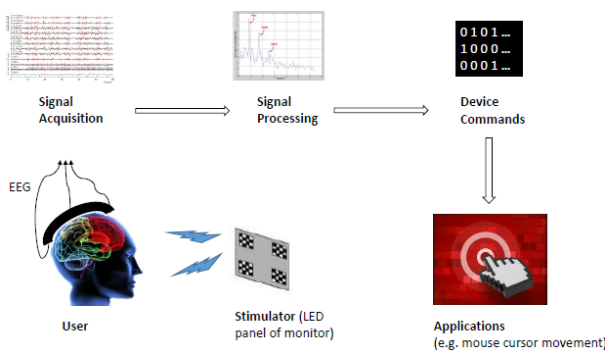 Signal
Acquisition
Signal
Processing
0101…
1000…
0001…
Device
Commands
EEG
User
Stimulator (LED
panel of monitor)
Applications
(e.g. mouse cursor movement)